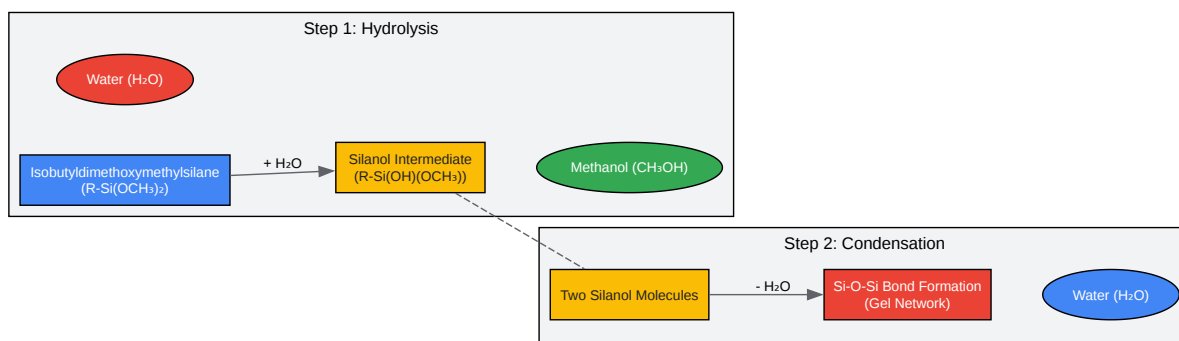 Step 1: Hydrolysis
Water (H₂O)
Isobutyldimethoxymethylsilane
(R-Si(OCH₃)₂)
+ H₂O
Silanol Intermediate
(R-Si(OH)(OCH₃))
Methanol (CH₃OH)
Step 2: Condensation
Two Silanol Molecules
- H₂O
Si-O-Si Bond Formation
(Gel Network)
Water (H₂O)